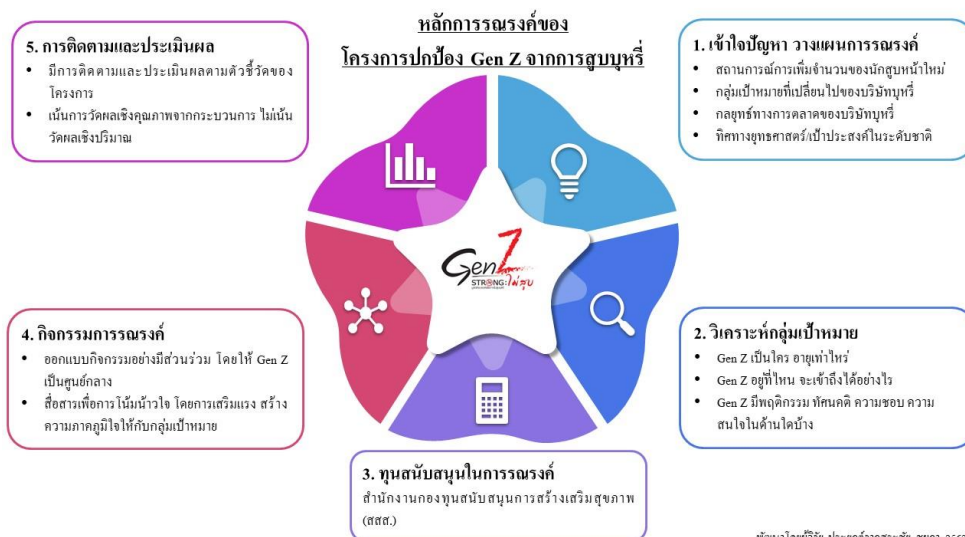 หลักการรณรงค์ของ
โครงการปกป้อง Gen Z จากการสูบบุหรี่
5. การติดตามและประเมินผล
• มีการติดตามและประเมินผลตามตัวชี้วัดของ
โครงการ
• เน้นการวัดผลเชิงคุณภาพจากกระบวนการ ไม่เน้น
วัดผลเชิงปริมาณ
1. เข้าใจปัญหา วางแผนการรณรงค์
• สถานการณ์การเพิ่มจำนวนของนักสูบหน้าใหม่
• กลุ่มเป้าหมายที่เปลี่ยนไปของบริษัทบุหรี่
• กลยุทธ์ทางการตลาดของบริษัทบุหรี่
• ทิศทางยุทธศาสตร์/เป้าประสงค์ในระดับชาติ
Gen Z
STRONG ไม่สูบ
4. กิจกรรมการรณรงค์
• ออกแบบกิจกรรมอย่างมีส่วนร่วม โดยให้ Gen Z
เป็นศูนย์กลาง
• สื่อสารเพื่อการโน้มน้าวใจ โดยการเสริมแรง สร้าง
ความภาคภูมิใจให้กับกลุ่มเป้าหมาย
2. วิเคราะห์กลุ่มเป้าหมาย
• Gen Z เป็นใคร อายุเท่าไหร่
• Gen Z อยู่ที่ไหน จะเข้าถึงได้อย่างไร
• Gen Z มีพฤติกรรม ทัศนคติ ความชอบ ความ
สนใจในด้านใดบ้าง
3. ทุนสนับสนุนในการรณรงค์
สำนักงานกองทุนสนับสนุนการสร้างเสริมสุขภาพ
(สสส.)